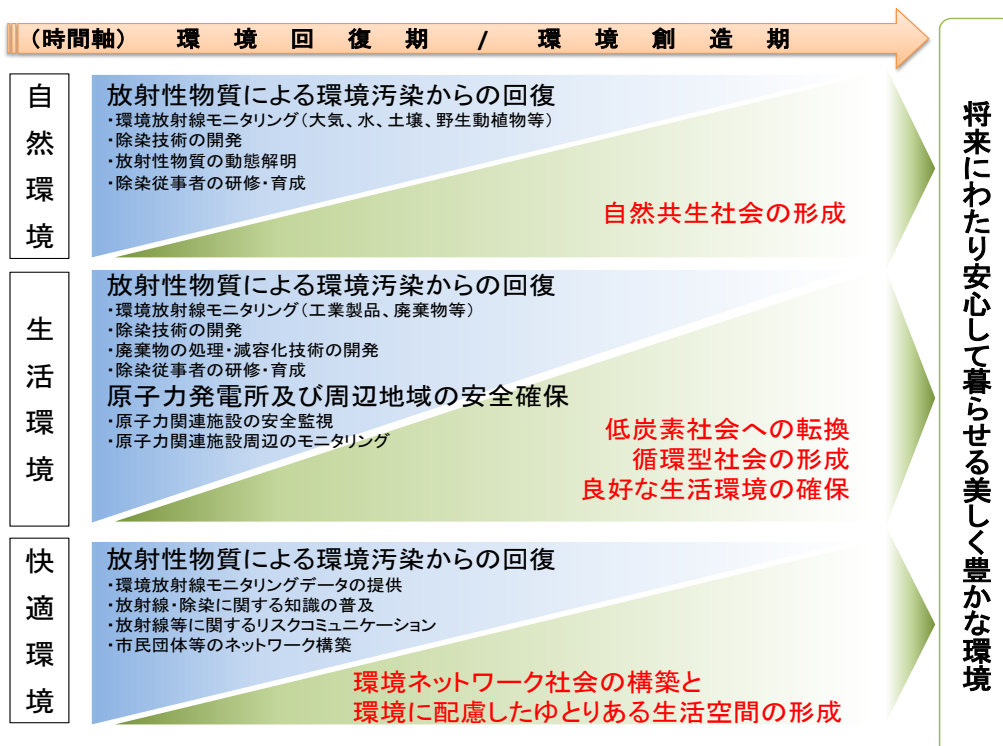 (時間軸) 環境回復期 / 環境創造期
自然環境
放射性物質による環境汚染からの回復
・環境放射線モニタリング(大気、水、土壌、野生動植物等)
・除染技術の開発
・放射性物質の動態解明
・除染従事者の研修・育成
自然共生社会の形成
生活環境
放射性物質による環境汚染からの回復
・環境放射線モニタリング(工業製品、廃棄物等)
・除染技術の開発
・廃棄物の処理・減容化技術の開発
・除染従事者の研修・育成
原子力発電所及び周辺地域の安全確保
・原子力関連施設の安全監視
・原子力関連施設周辺のモニタリング
低炭素社会への転換
循環型社会の形成
良好な生活環境の確保
快適環境
放射性物質による環境汚染からの回復
・環境放射線モニタリングデータの提供
・放射線・除染に関する知識の普及
・放射線等に関するリスクコミュニケーション
・市民団体等のネットワーク構築
環境ネットワーク社会の構築と
環境に配慮したゆとりある生活空間の形成
将来にわたり安心して暮らせる美しく豊かな環境